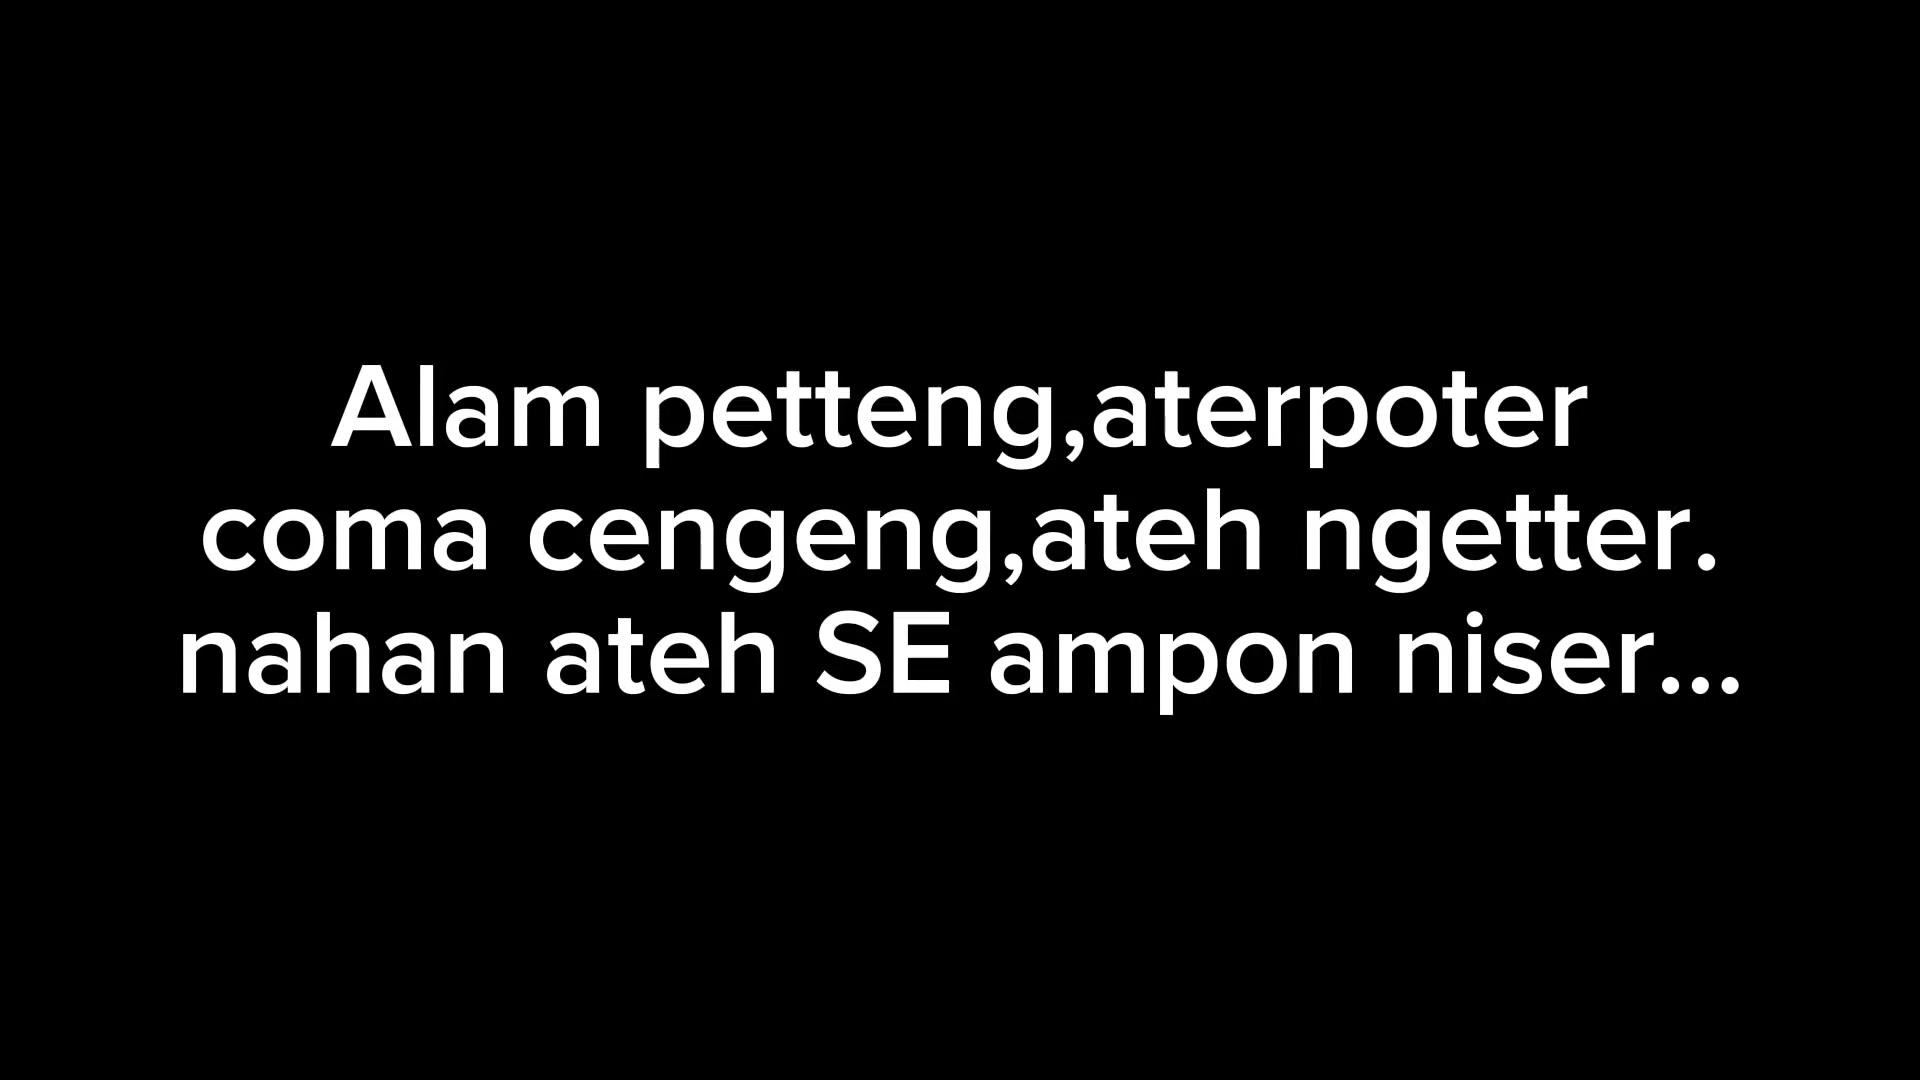 Alam petteng,aterpoter
coma cengeng,ateh ngetter.
nahan ateh SE ampon niser...